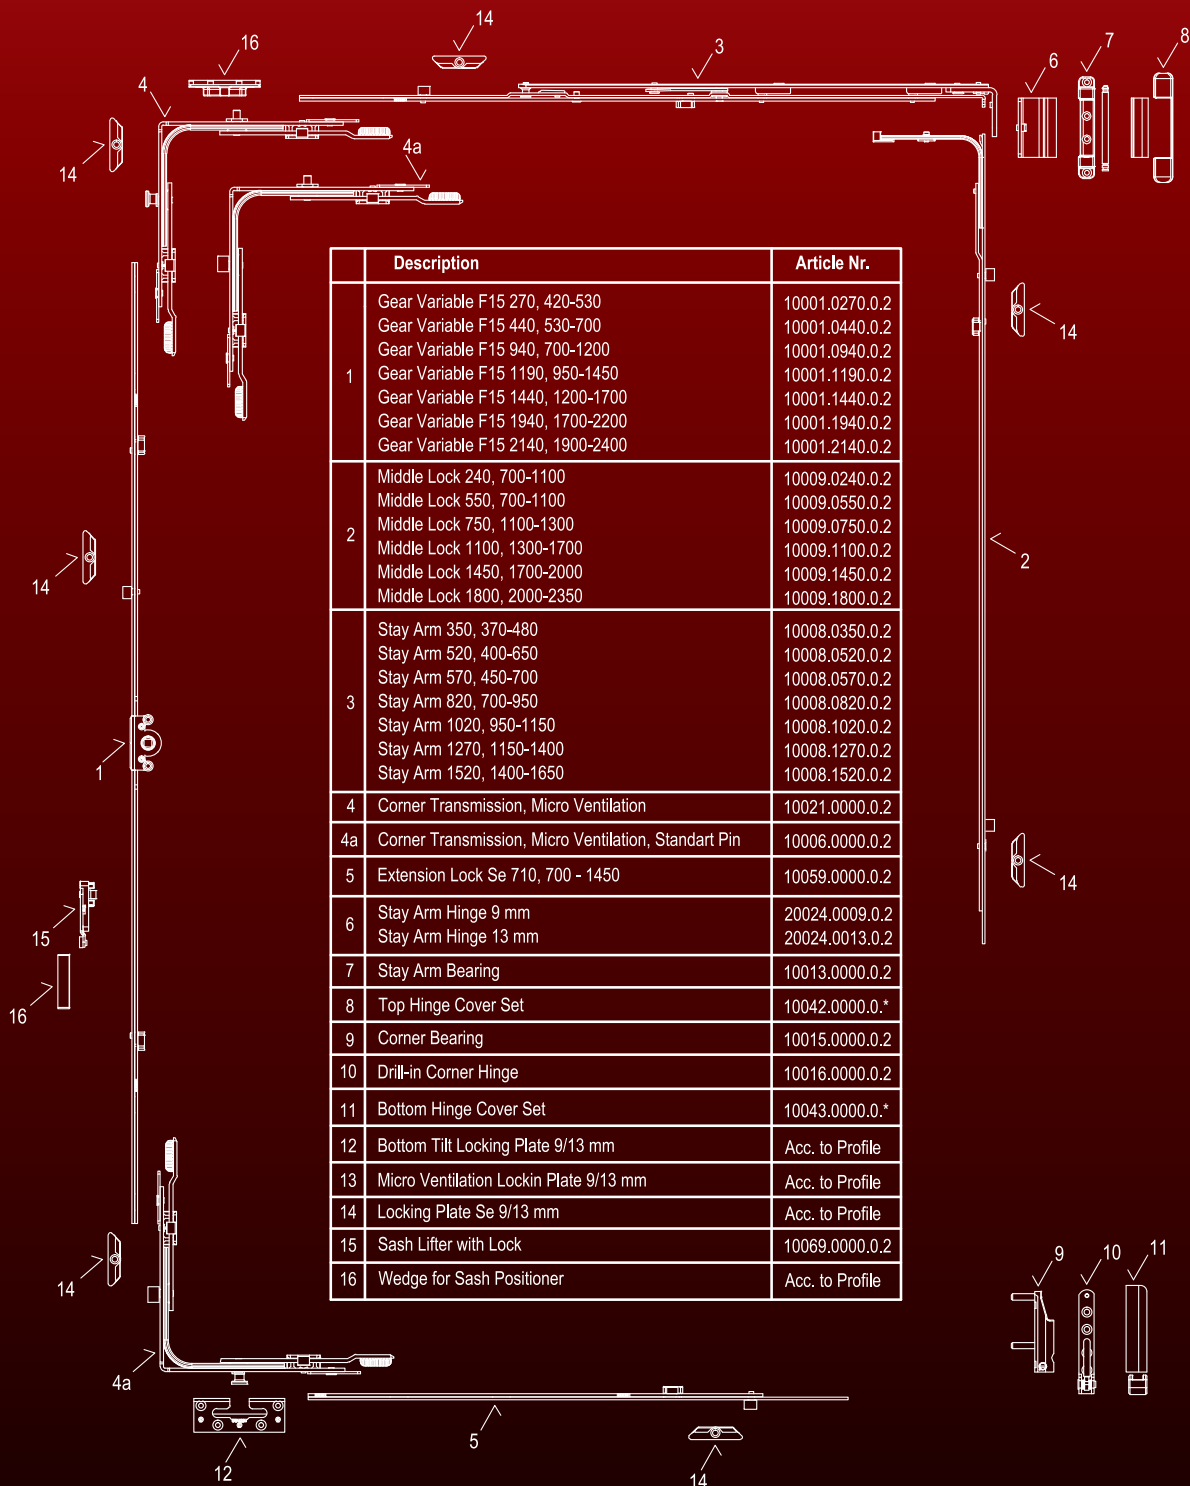 14
16
3
7
8
6
4
4a
14
Description Article Nr.
1
Gear Variable F15 270, 420-530 10001.0270.0.2
Gear Variable F15 440, 530-700 10001.0440.0.2
Gear Variable F15 940, 700-1200 10001.0940.0.2
Gear Variable F15 1190, 950-1450 10001.1190.0.2
Gear Variable F15 1440, 1200-1700 10001.1440.0.2
Gear Variable F15 1940, 1700-2200 10001.1940.0.2
Gear Variable F15 2140, 1900-2400 10001.2140.0.2
2
Middle Lock 240, 700-1100 10009.0240.0.2
Middle Lock 550, 700-1100 10009.0550.0.2
Middle Lock 750, 1100-1300 10009.0750.0.2
Middle Lock 1100, 1300-1700 10009.1100.0.2
Middle Lock 1450, 1700-2000 10009.1450.0.2
Middle Lock 1800, 2000-2350 10009.1800.0.2
3
Stay Arm 350, 370-480 10008.0350.0.2
Stay Arm 520, 400-650 10008.0520.0.2
Stay Arm 570, 450-700 10008.0570.0.2
Stay Arm 820, 700-950 10008.0820.0.2
Stay Arm 1020, 950-1150 10008.1020.0.2
Stay Arm 1270, 1150-1400 10008.1270.0.2
Stay Arm 1520, 1400-1650 10008.1520.0.2
4 Corner Transmission, Micro Ventilation 10021.0000.0.2
4a Corner Transmission, Micro Ventilation, Standart Pin 10006.0000.0.2
5 Extension Lock Se 710, 700 - 1450 10059.0000.0.2
6
Stay Arm Hinge 9 mm 20024.0009.0.2
Stay Arm Hinge 13 mm 20024.0013.0.2
7 Stay Arm Bearing 10013.0000.0.2
8 Top Hinge Cover Set 10042.0000.0.*
9 Corner Bearing 10015.0000.0.2
10 Drill-in Corner Hinge 10016.0000.0.2
11 Bottom Hinge Cover Set 10043.0000.0.*
12 Bottom Tilt Locking Plate 9/13 mm Acc. to Profile
13 Micro Ventilation Lockin Plate 9/13 mm Acc. to Profile
14 Locking Plate Se 9/13 mm Acc. to Profile
15 Sash Lifter with Lock 10069.0000.0.2
16 Wedge for Sash Positioner Acc. to Profile
14
2
14
14
1
15
16
14
4a
12
5
14
9
10
11